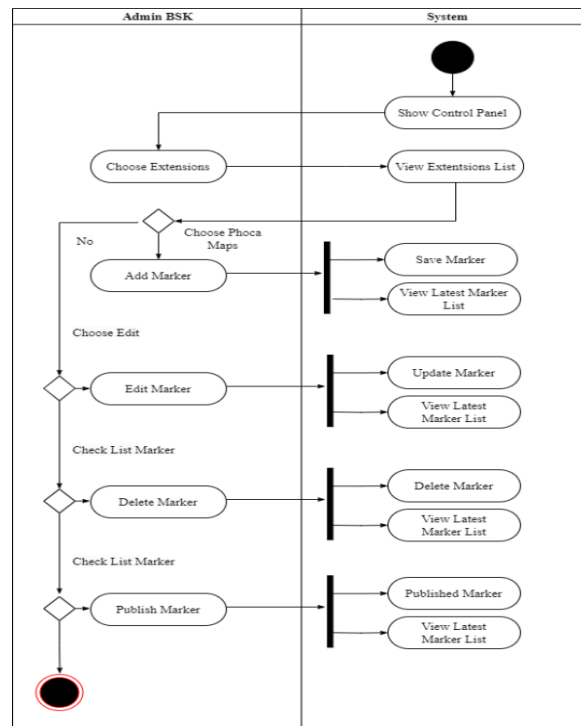 Admin BSK
System
Show Control Panel
Choose Extensions
View Extentsions List
No
Choose Phoca
Maps
Add Marker
Save Marker
View Latest Marker
List
Choose Edit
Edit Marker
Update Marker
View Latest
Marker List
Check List Marker
Delete Marker
Delete Marker
View Latest
Marker List
Check List Marker
Publish Marker
Published Marker
View Latest
Marker List